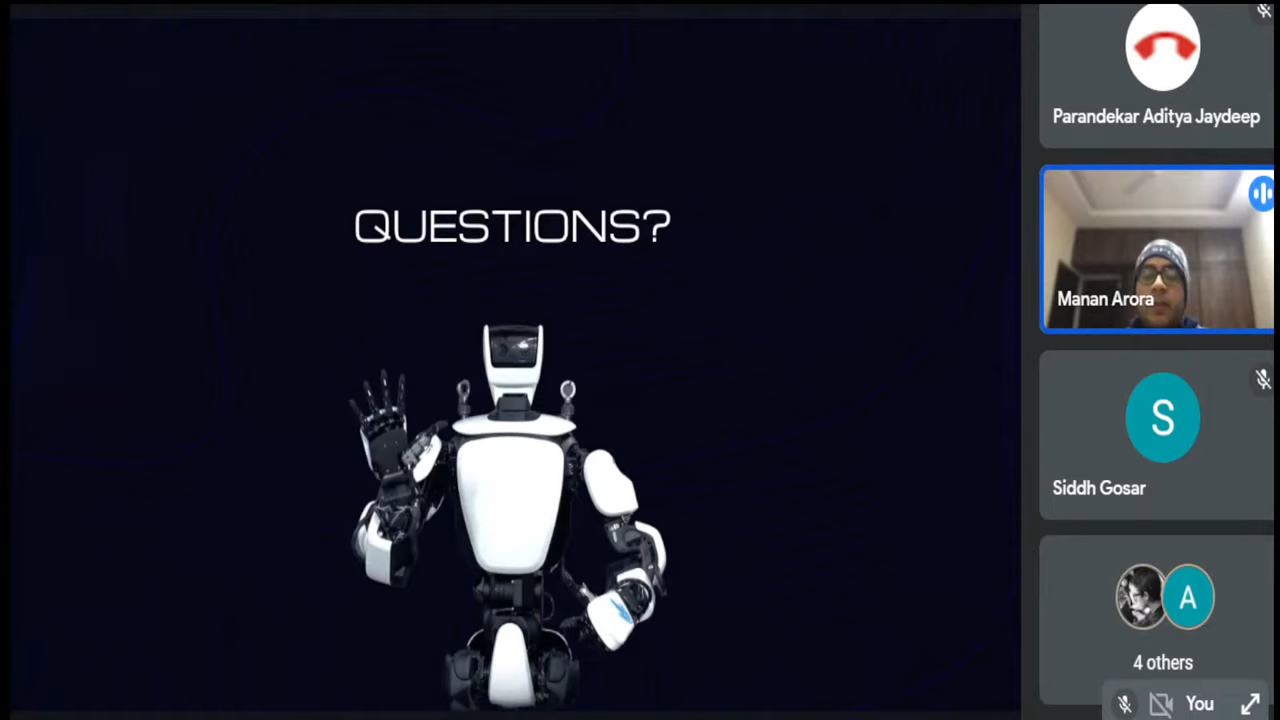 QUESTIONS?
Parandekar Aditya Jaydeep
Manan Arora
S
Siddh Gosar
A
4 others
You